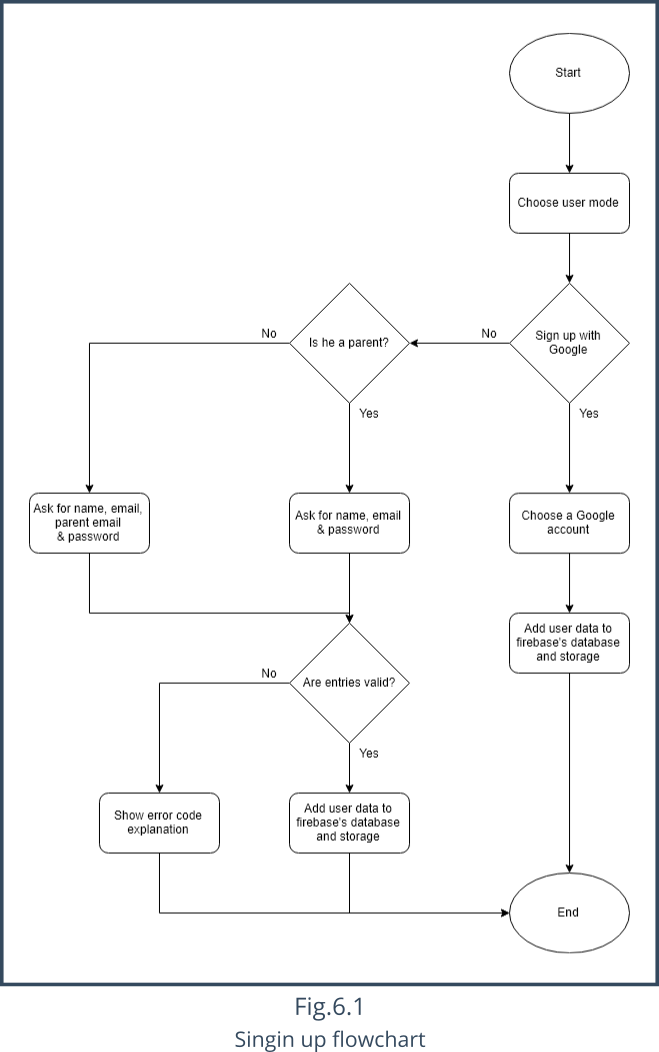 Start
Choose user mode
Sign up with
Google
No
Yes
Is he a parent?
No
Yes
Ask for name, email,
parent email
& password
Ask for name, email
& password
Choose a Google
account
Add user data to
firebase's database
and storage
Are entries valid?
No
Yes
Show error code
explanation
Add user data to
firebase's database
and storage
End
Fig.6.1
Singin up flowchart